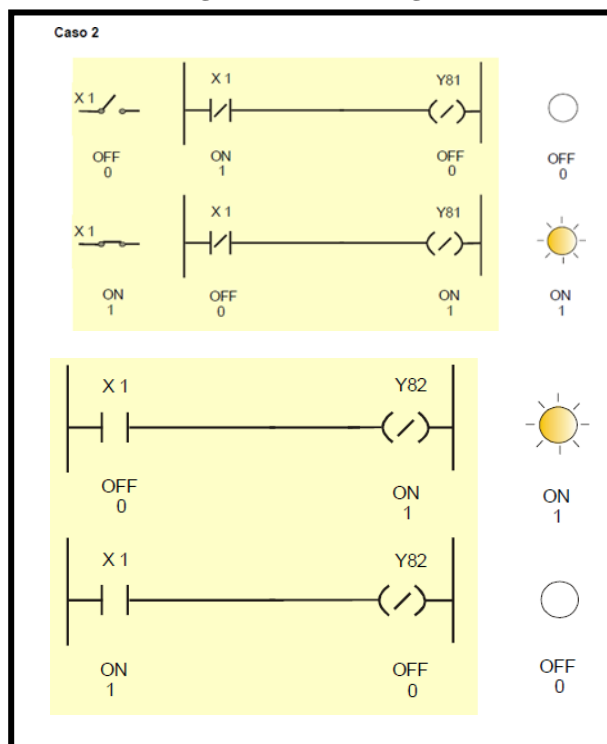 Caso 2
X 1 X 1 Y81
OFF ON OFF OFF
0 1 0 0
X 1 X 1 Y81
ON OFF ON ON
1 0 1 1
X 1 Y82
OFF ON ON
0 1 1
X 1 Y82
ON OFF OFF
1 0 0